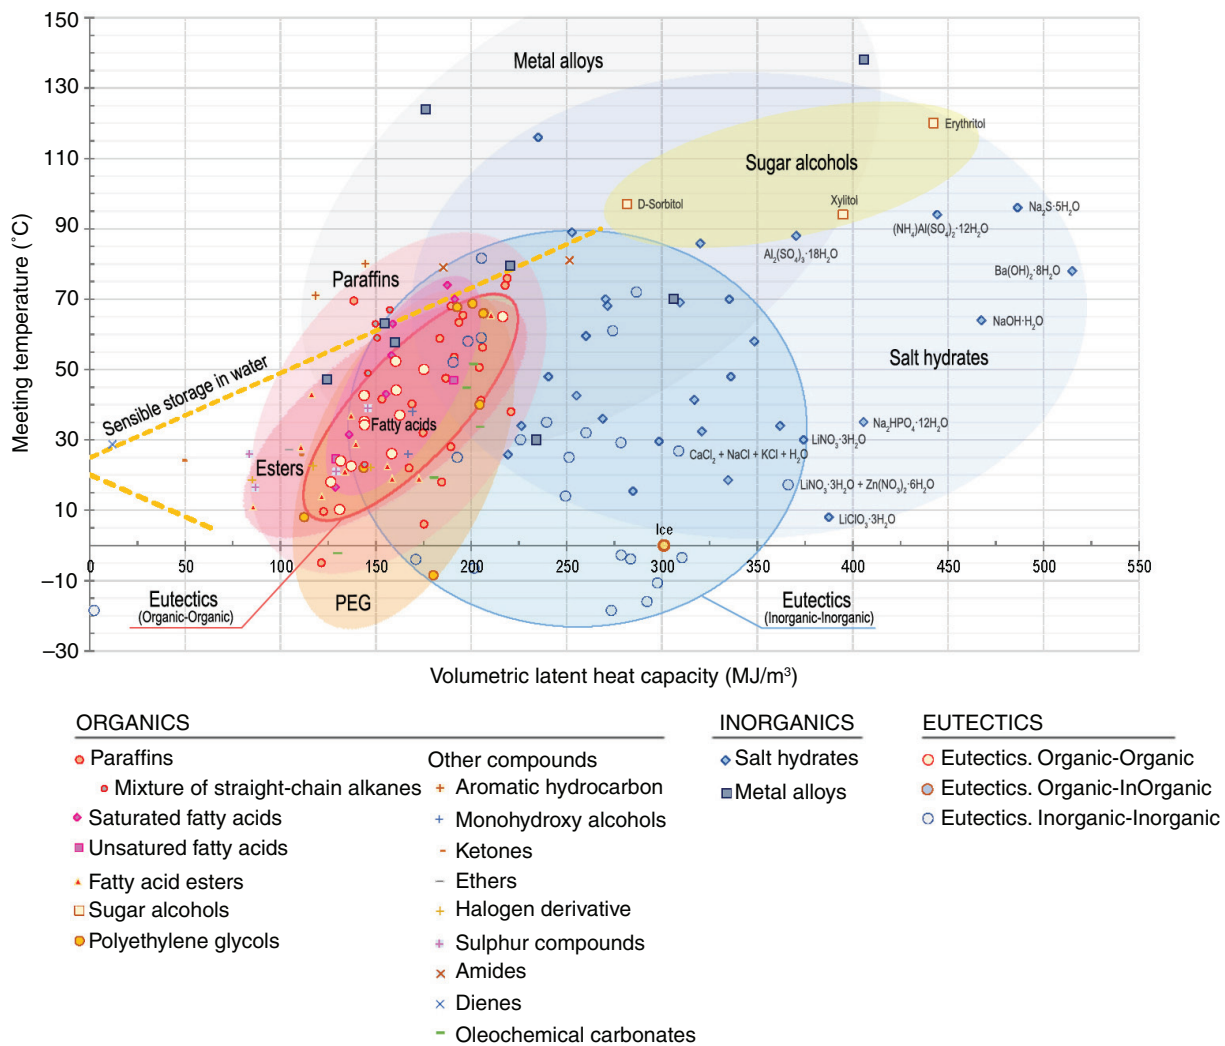 150
130
110
90
70
50
30
10
−10
−30
Meeting temperature (˚C)
Metal alloys
Erythritol
Sugar alcohols
D-Sorbitol
Xylitol
Na₂S·5H₂O
(NH₄)Al(SO₄)₂·12H₂O
Al₂(SO₄)₃·18H₂O
Ba(OH)₂·8H₂O
Paraffins
NaOH·H₂O
Salt hydrates
Sensible storage in water
Fatty acids
Na₂HPO₄·12H₂O
LiNO₃·3H₂O
CaCl₂ + NaCl + KCl + H₂O
Esters
LiNO₃·3H₂O + Zn(NO₃)₂·6H₂O
LiClO₃·3H₂O
Ice
0 50 100 150 200 250 300 350 400 450 500 550
Eutectics
(Organic-Organic)
PEG
Eutectics
(Inorganic-Inorganic)
Volumetric latent heat capacity (MJ/m³)
ORGANICS
Paraffins
Mixture of straight-chain alkanes
Saturated fatty acids
Unsatured fatty acids
Fatty acid esters
Sugar alcohols
Polyethylene glycols
Other compounds
Aromatic hydrocarbon
Monohydroxy alcohols
Ketones
Ethers
Halogen derivative
Sulphur compounds
Amides
Dienes
Oleochemical carbonates
INORGANICS
Salt hydrates
Metal alloys
EUTECTICS
Eutectics. Organic-Organic
Eutectics. Organic-InOrganic
Eutectics. Inorganic-Inorganic